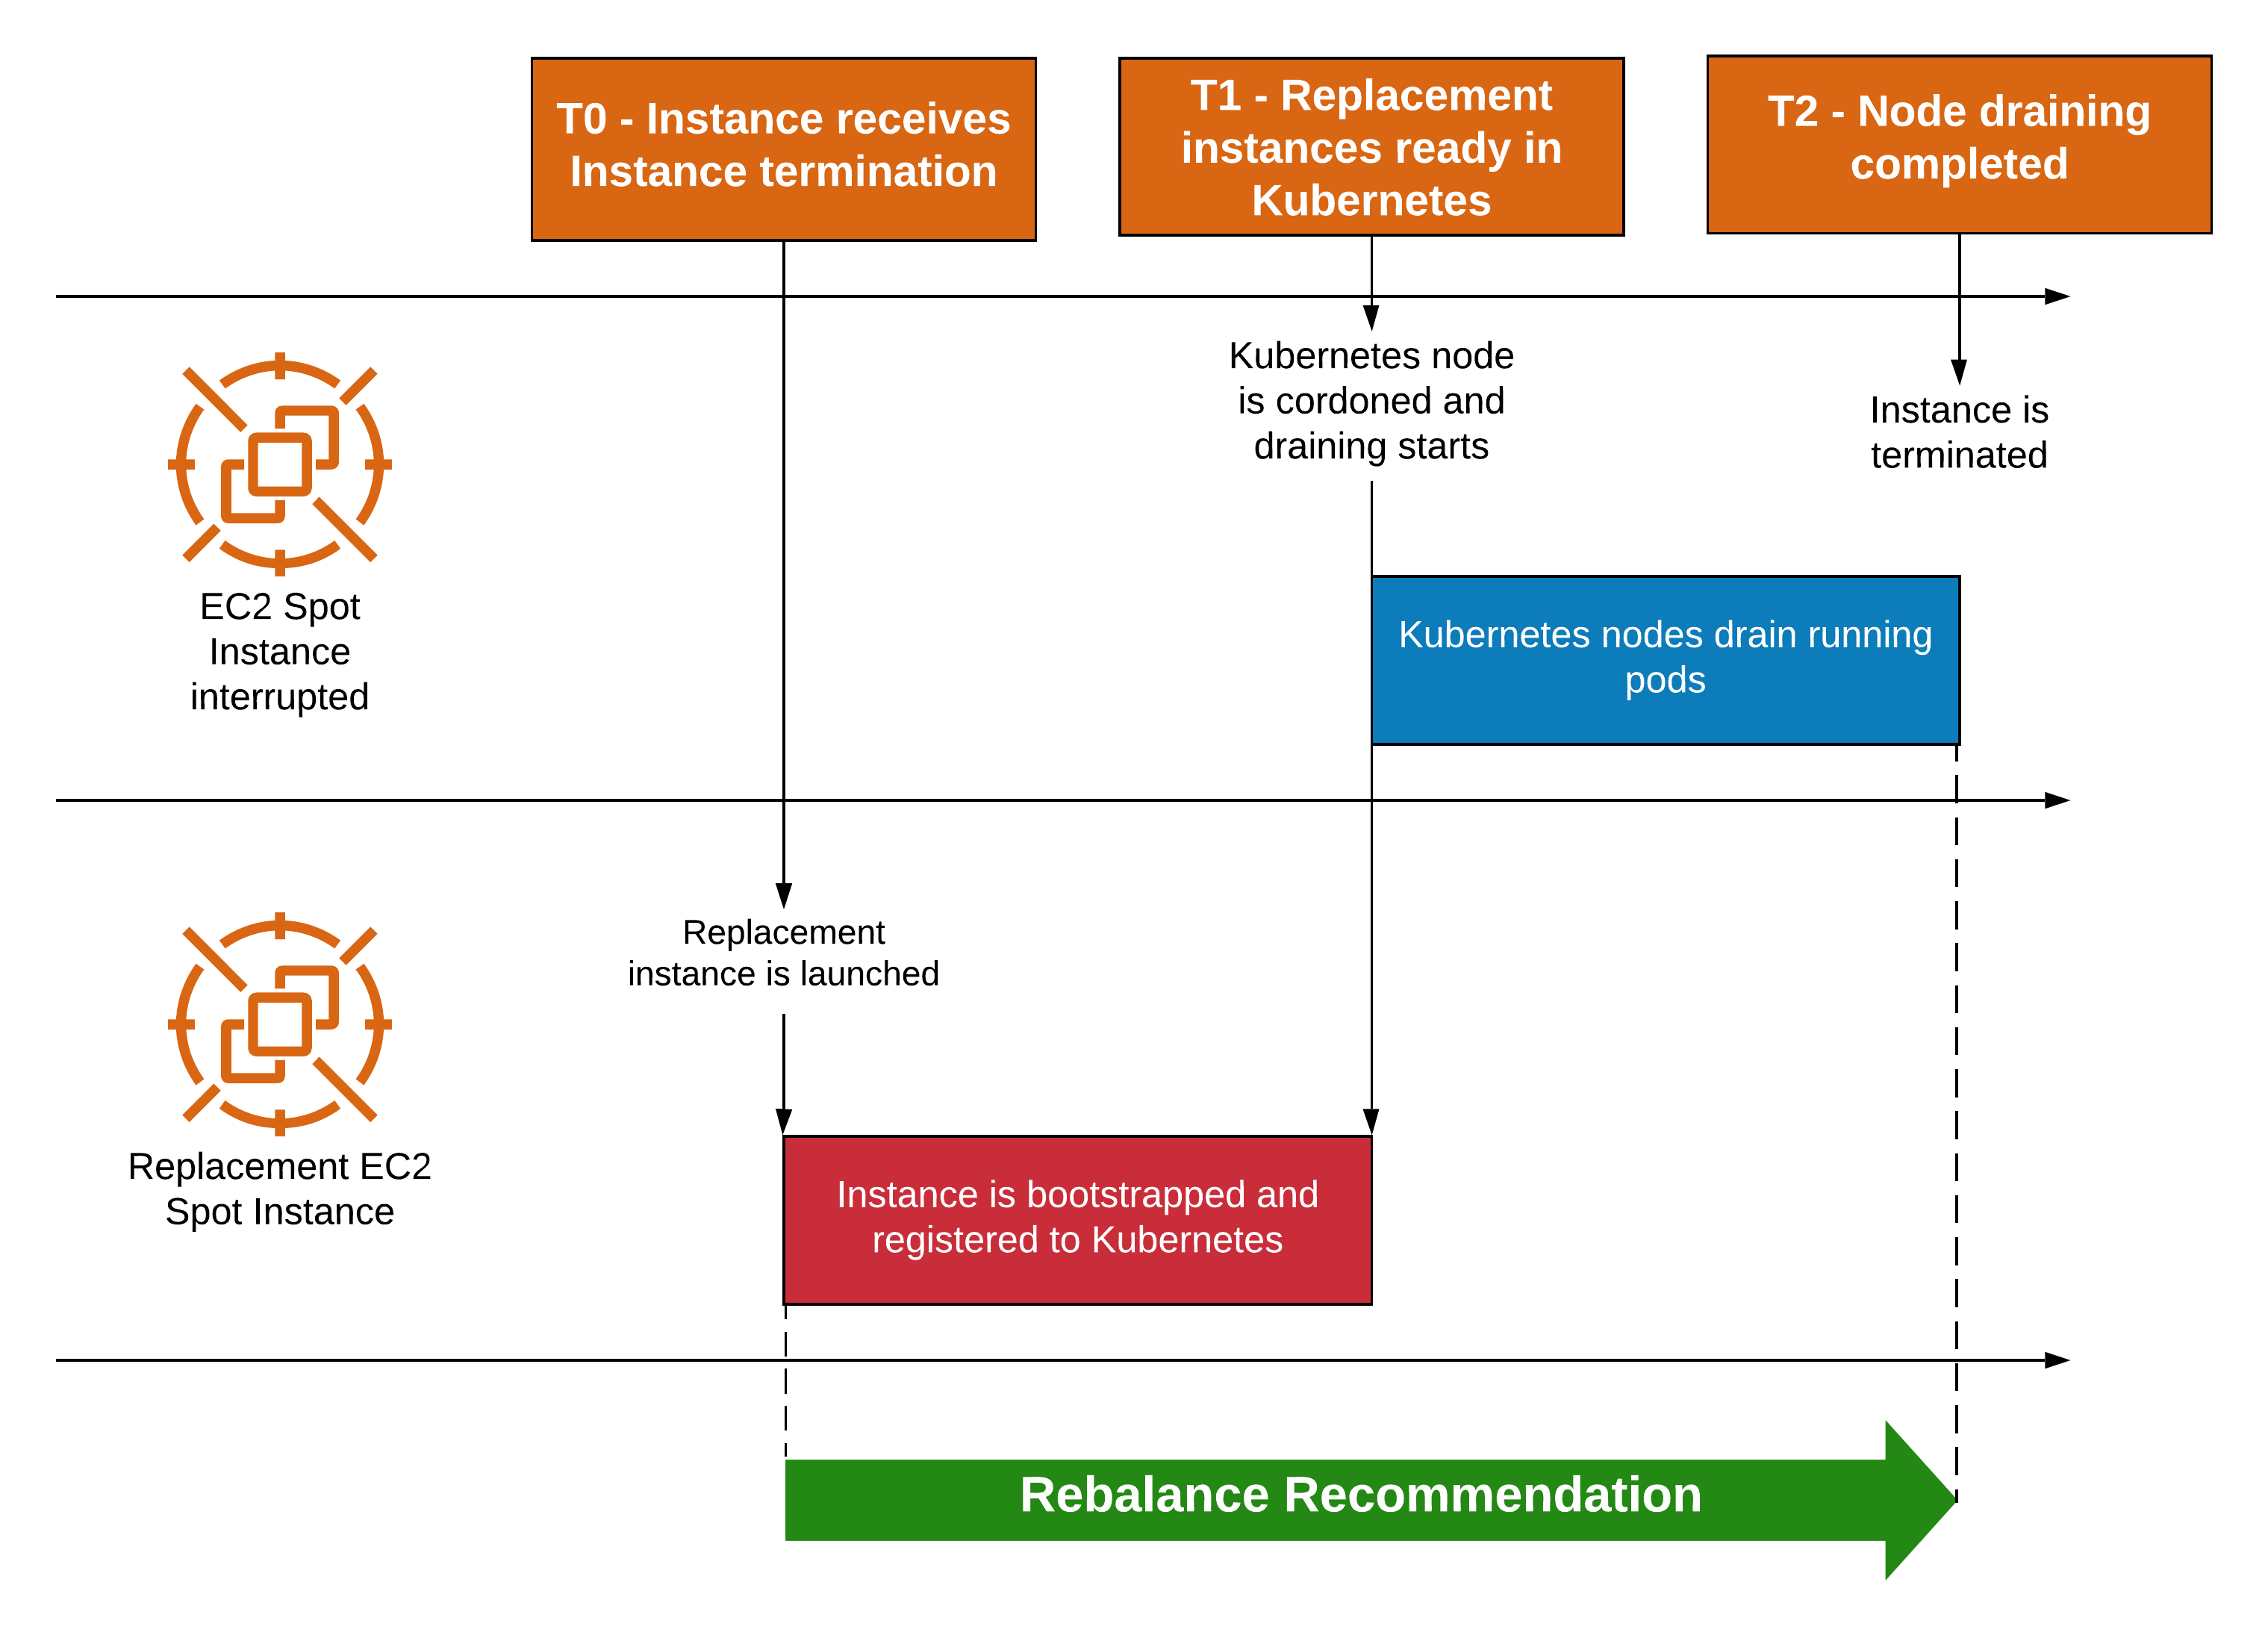 T0 - Instance receives
Instance termination
T1 - Replacement
instances ready in
Kubernetes
T2 - Node draining
completed
Kubernetes node
is cordoned and
draining starts
Instance is
terminated
EC2 Spot
Instance
interrupted
Kubernetes nodes drain running
pods
Replacement
instance is launched
Replacement EC2
Spot Instance
Instance is bootstrapped and
registered to Kubernetes
Rebalance Recommendation